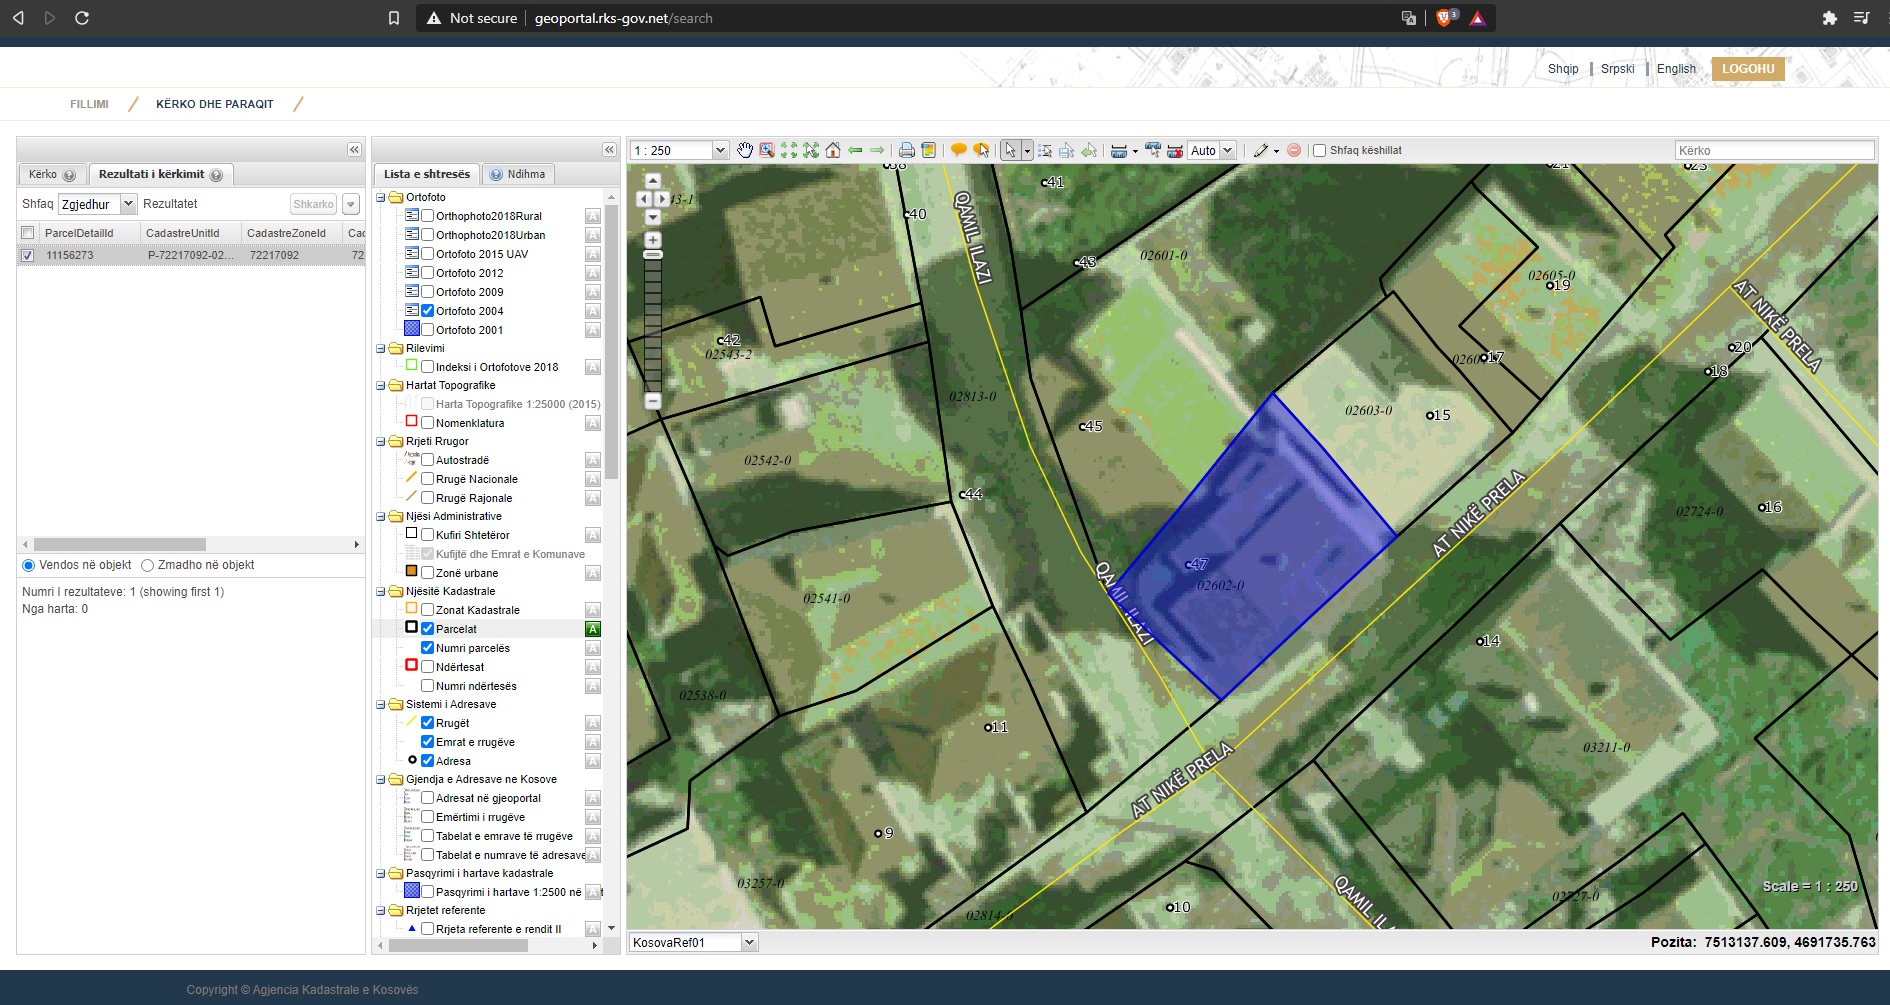 Not secure
geoportal.rks-gov.net/search
3
Shqip
Srpski
English
LOGOHU
FILLIMI
KËRKO DHE PARAQIT
Kërko
Rezultati i kërkimit
Shfaq
Zgjedhur
Rezultatet
Shkarko
ParcelDetailId
CadastreUnitId
CadastreZoneId
Cac
11156273
P-72217092-02...
72217092
72
Vendos në objekt
Zmadho në objekt
Numri I rezultateve: 1 (showing first 1)
Nga harta: 0
Lista e shtresës
Ndihma
Ortofoto
Orthophoto2018Rural
Orthophoto2018Urban
Ortofoto 2015 UAV
Ortofoto 2012
Ortofoto 2009
Ortofoto 2004
Ortofoto 2001
Rilevimi
Indeksi i Ortofotove 2018
Hartat Topografike
Harta Topografike 1:25000 (2015)
Nomenklatura
Rrjeti Rrugor
Autostradë
Rrugë Nacionale
Rrugë Rajonale
Njësi Administrative
Kufiri Shtetëror
Kufijtë dhe Emrat e Komunave
Zonë urbane
Njësitë Kadastrale
Zonat Kadastrale
Parcelat
Numri parcelës
Ndërtesat
Numri ndërtesës
Sistemi i Adresave
Rrugët
Emrat e rrugëve
Adresa
Gjendja e Adresave ne Kosove
Adresat në gjeoportal
Emërtimi i rrugëve
Tabelat e emrave të rrugëve
Tabelat e numrave të adresave
Pasqyrimi i hartave kadastrale
Pasqyrimi i hartave 1:2500 në
Rrjetet referente
Rrjeta referente e rendit II
1 : 250
Auto
Shfaq këshillat
Kërko
38
41
21
23
43-1
40
QAMIL ILAZI
43
02601-0
02605-0
19
AT NIKË PRELA
42
02543-2
20
17
18
02813-0
02603-0
15
45
02542-0
44
AT NIKË PRELA
02724-0
16
47
02602-0
QAMIL ILAZI
02541-0
14
02538-0
11
03211-0
AT NIKË PRELA
9
03257-0
QAMIL IL
Scale = 1 : 250
02727-0
10
02814-0
KosovaRef01
Pozita: 7513137.609, 4691735.763
Copyright © Agjencia Kadastrale e Kosovës